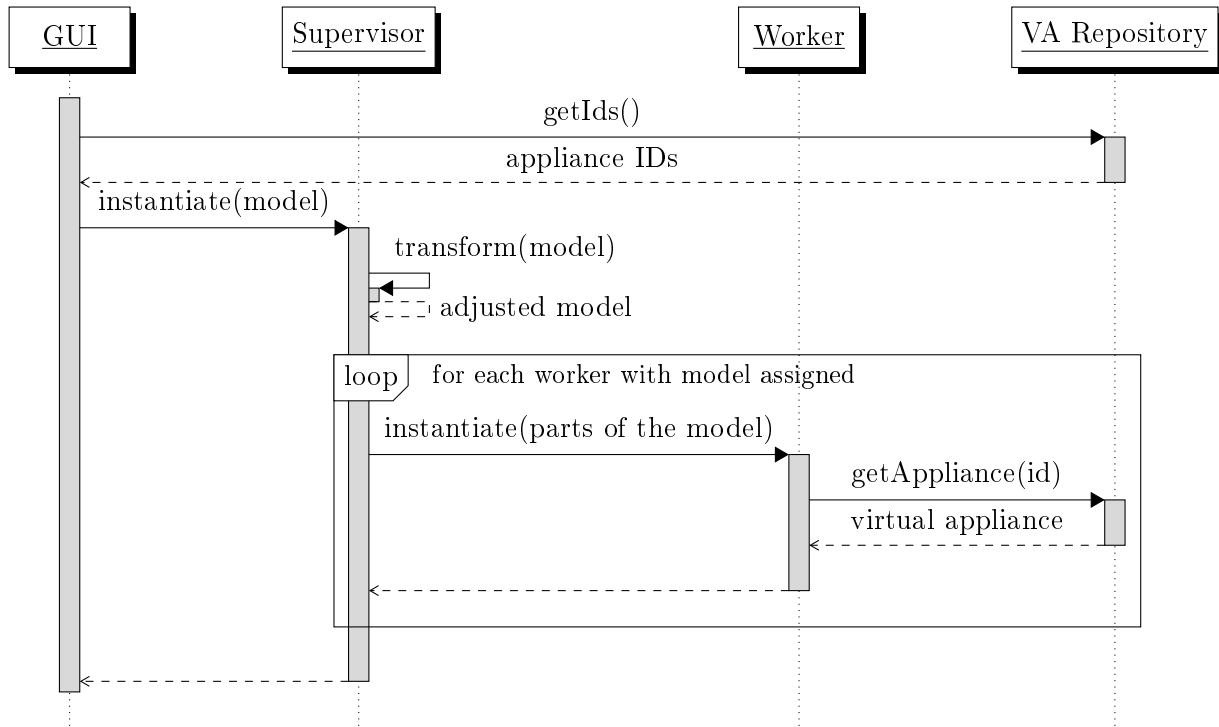 GUI
Supervisor
Worker
VA Repository
getIds()
appliance IDs
instantiate(model)
transform(model)
adjusted model
loop
for each worker with model assigned
instantiate(parts of the model)
getAppliance(id)
virtual appliance